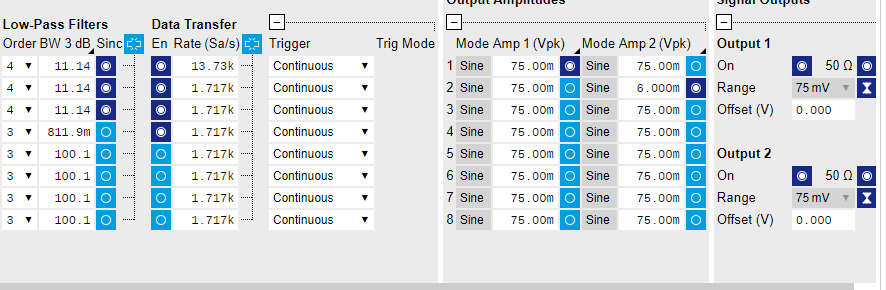 Output Amplitudes Signal Outputs
Low-Pass Filters Data Transfer
Order BW 3 dB Sinc En Rate (Sa/s) Trigger Trig Mode Mode Amp 1 (Vpk) Mode Amp 2 (Vpk) Output 1
4 11.14 13.73k Continuous 1 Sine 75.00m Sine 75.00m On 50 Ω
4 11.14 1.717k Continuous 2 Sine 75.00m Sine 6.000m Range 75 mV
4 11.14 1.717k Continuous 3 Sine 75.00m Sine 75.00m Offset (V) 0.000
3 811.9m 1.717k Continuous 4 Sine 75.00m Sine 75.00m
3 100.1 1.717k Continuous 5 Sine 75.00m Sine 75.00m Output 2
3 100.1 1.717k Continuous 6 Sine 75.00m Sine 75.00m On 50 Ω
3 100.1 1.717k Continuous 7 Sine 75.00m Sine 75.00m Range 75 mV
3 100.1 1.717k Continuous 8 Sine 75.00m Sine 75.00m Offset (V) 0.000